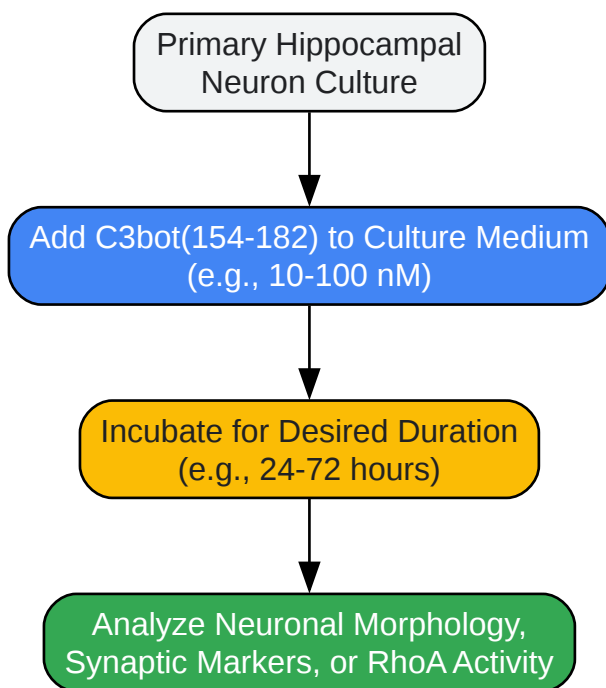 Primary Hippocampal
Neuron Culture
Add C3bot(154-182) to Culture Medium
(e.g., 10-100 nM)
Incubate for Desired Duration
(e.g., 24-72 hours)
Analyze Neuronal Morphology,
Synaptic Markers, or RhoA Activity